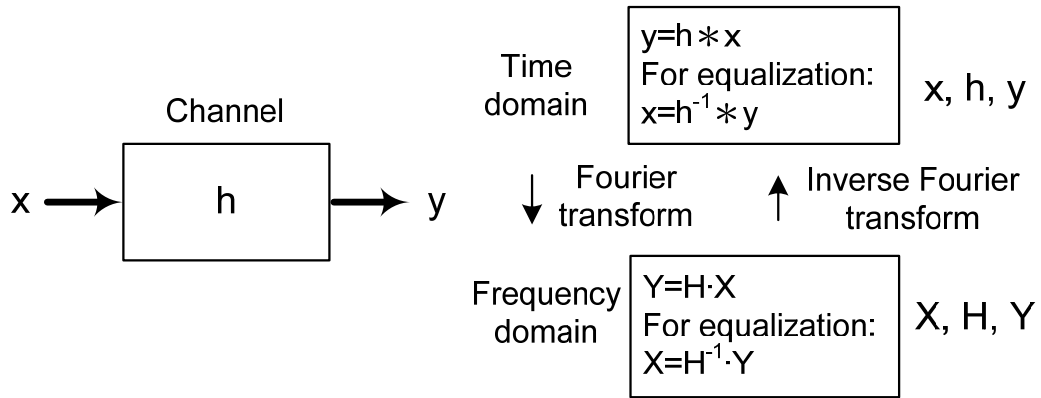 Channel
x
h
y
Time
domain
y=h∗x
For equalization:
x=h⁻¹∗y
x, h, y
Fourier
transform
Inverse Fourier
transform
Frequency
domain
Y=H·X
For equalization:
X=H⁻¹·Y
X, H, Y